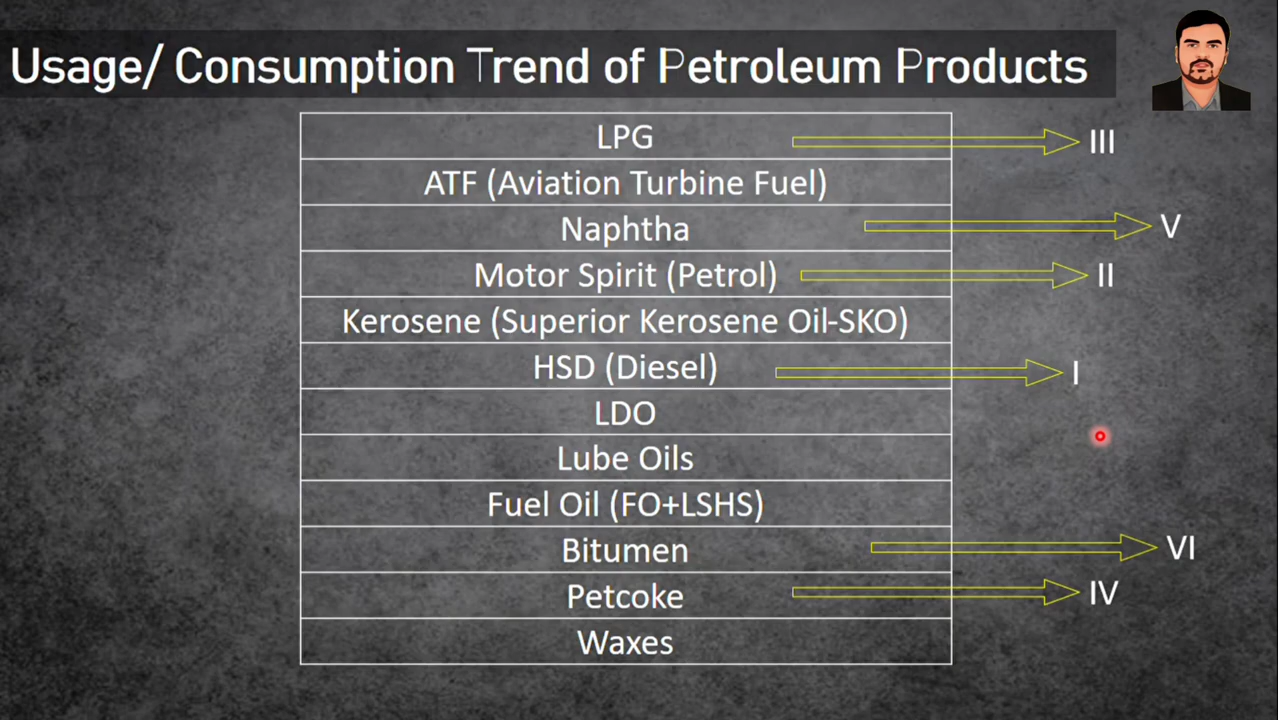 Usage/ Consumption Trend of Petroleum Products
LPG III
ATF (Aviation Turbine Fuel)
Naphtha V
Motor Spirit (Petrol) II
Kerosene (Superior Kerosene Oil-SKO)
HSD (Diesel) I
LDO
Lube Oils
Fuel Oil (FO+LSHS)
Bitumen VI
Petcoke IV
Waxes